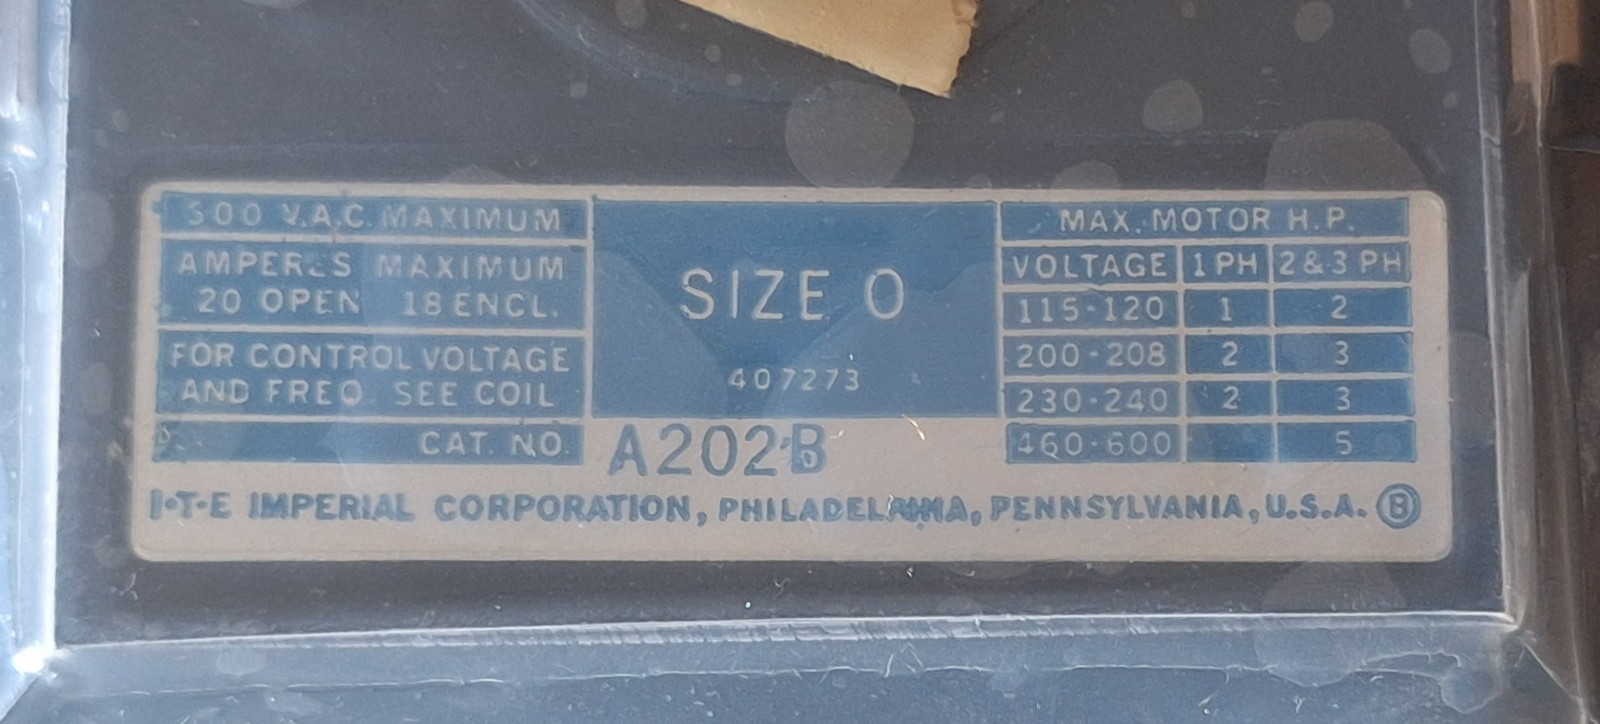 500 V.A.C. MAXIMUM
AMPERES MAXIMUM
20 OPEN 18 ENCL.
FOR CONTROL VOLTAGE
AND FREQ SEE COIL
CAT. NO. A202B
SIZE 0
407273
MAX. MOTOR H.P.
VOLTAGE 1 PH 2 & 3 PH
115-120 1 2
200-208 2 3
230-240 2 3
460-600 5
I-T-E IMPERIAL CORPORATION, PHILADELPHIA, PENNSYLVANIA, U.S.A. B